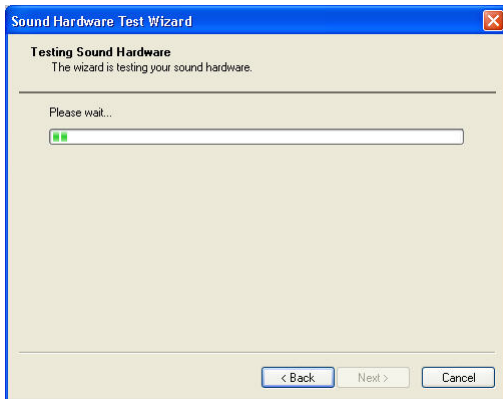 Sound Hardware Test Wizard
Testing Sound Hardware
The wizard is testing your sound hardware.
Please wait...
< Back Next > Cancel